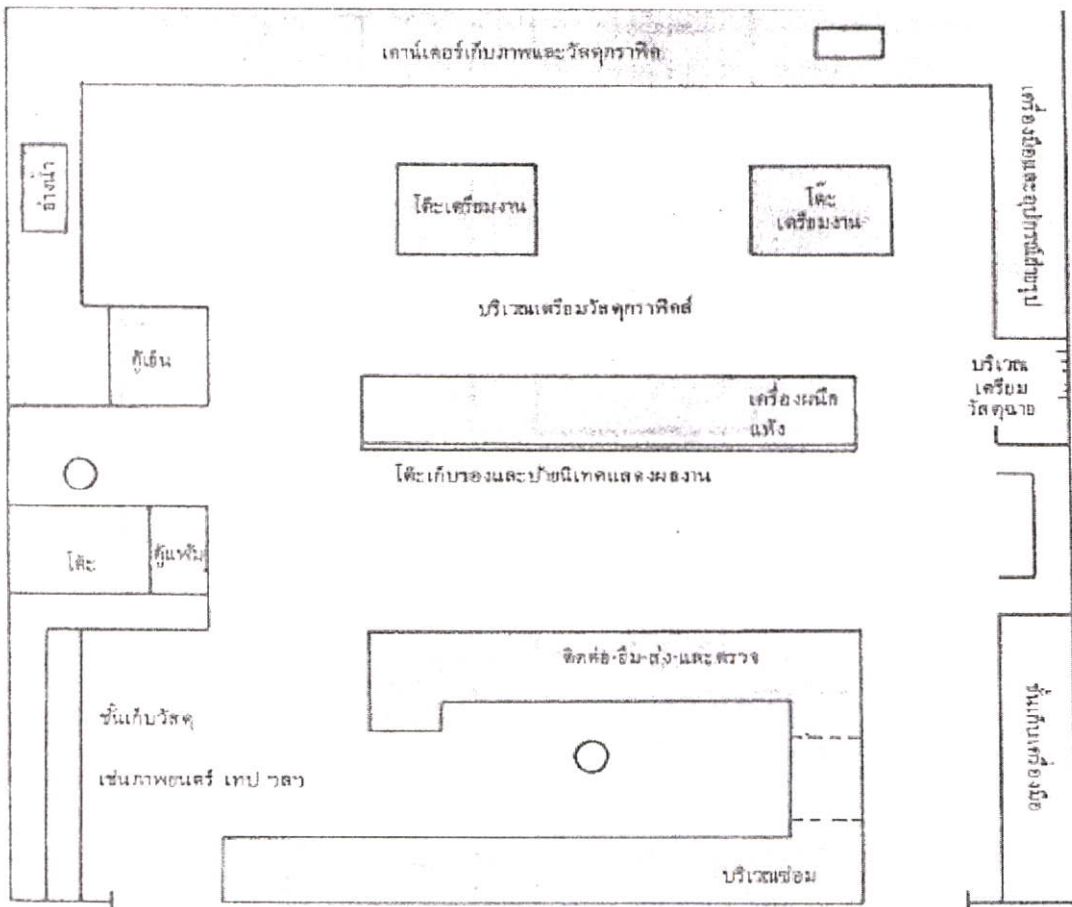 เคาน์เตอร์เก็บภาพและวัสดุกราฟิค
เครื่องมือและอุปกรณ์ถ่ายรูป
อ่างน้ำ
โต๊ะเตรียมงาน
โต๊ะ
เตรียมงาน
บริเวณเตรียมวัสดุกราฟิคส์
ตู้เย็น
เครื่องผนึก
แห้ง
บริเวณ
เตรียม
วัสดุฉาย
โต๊ะเก็บของและป้ายนิเทศแสดงผลงาน
โต๊ะ
ตู้แฟ้ม
ติดต่อ-ยืม-ส่ง-และตรวจ
ชั้นเก็บวัสดุ
เช่นภาพยนตร์ เทป ฯลฯ
ชั้นเก็บเครื่องมือ
บริเวณซ่อม